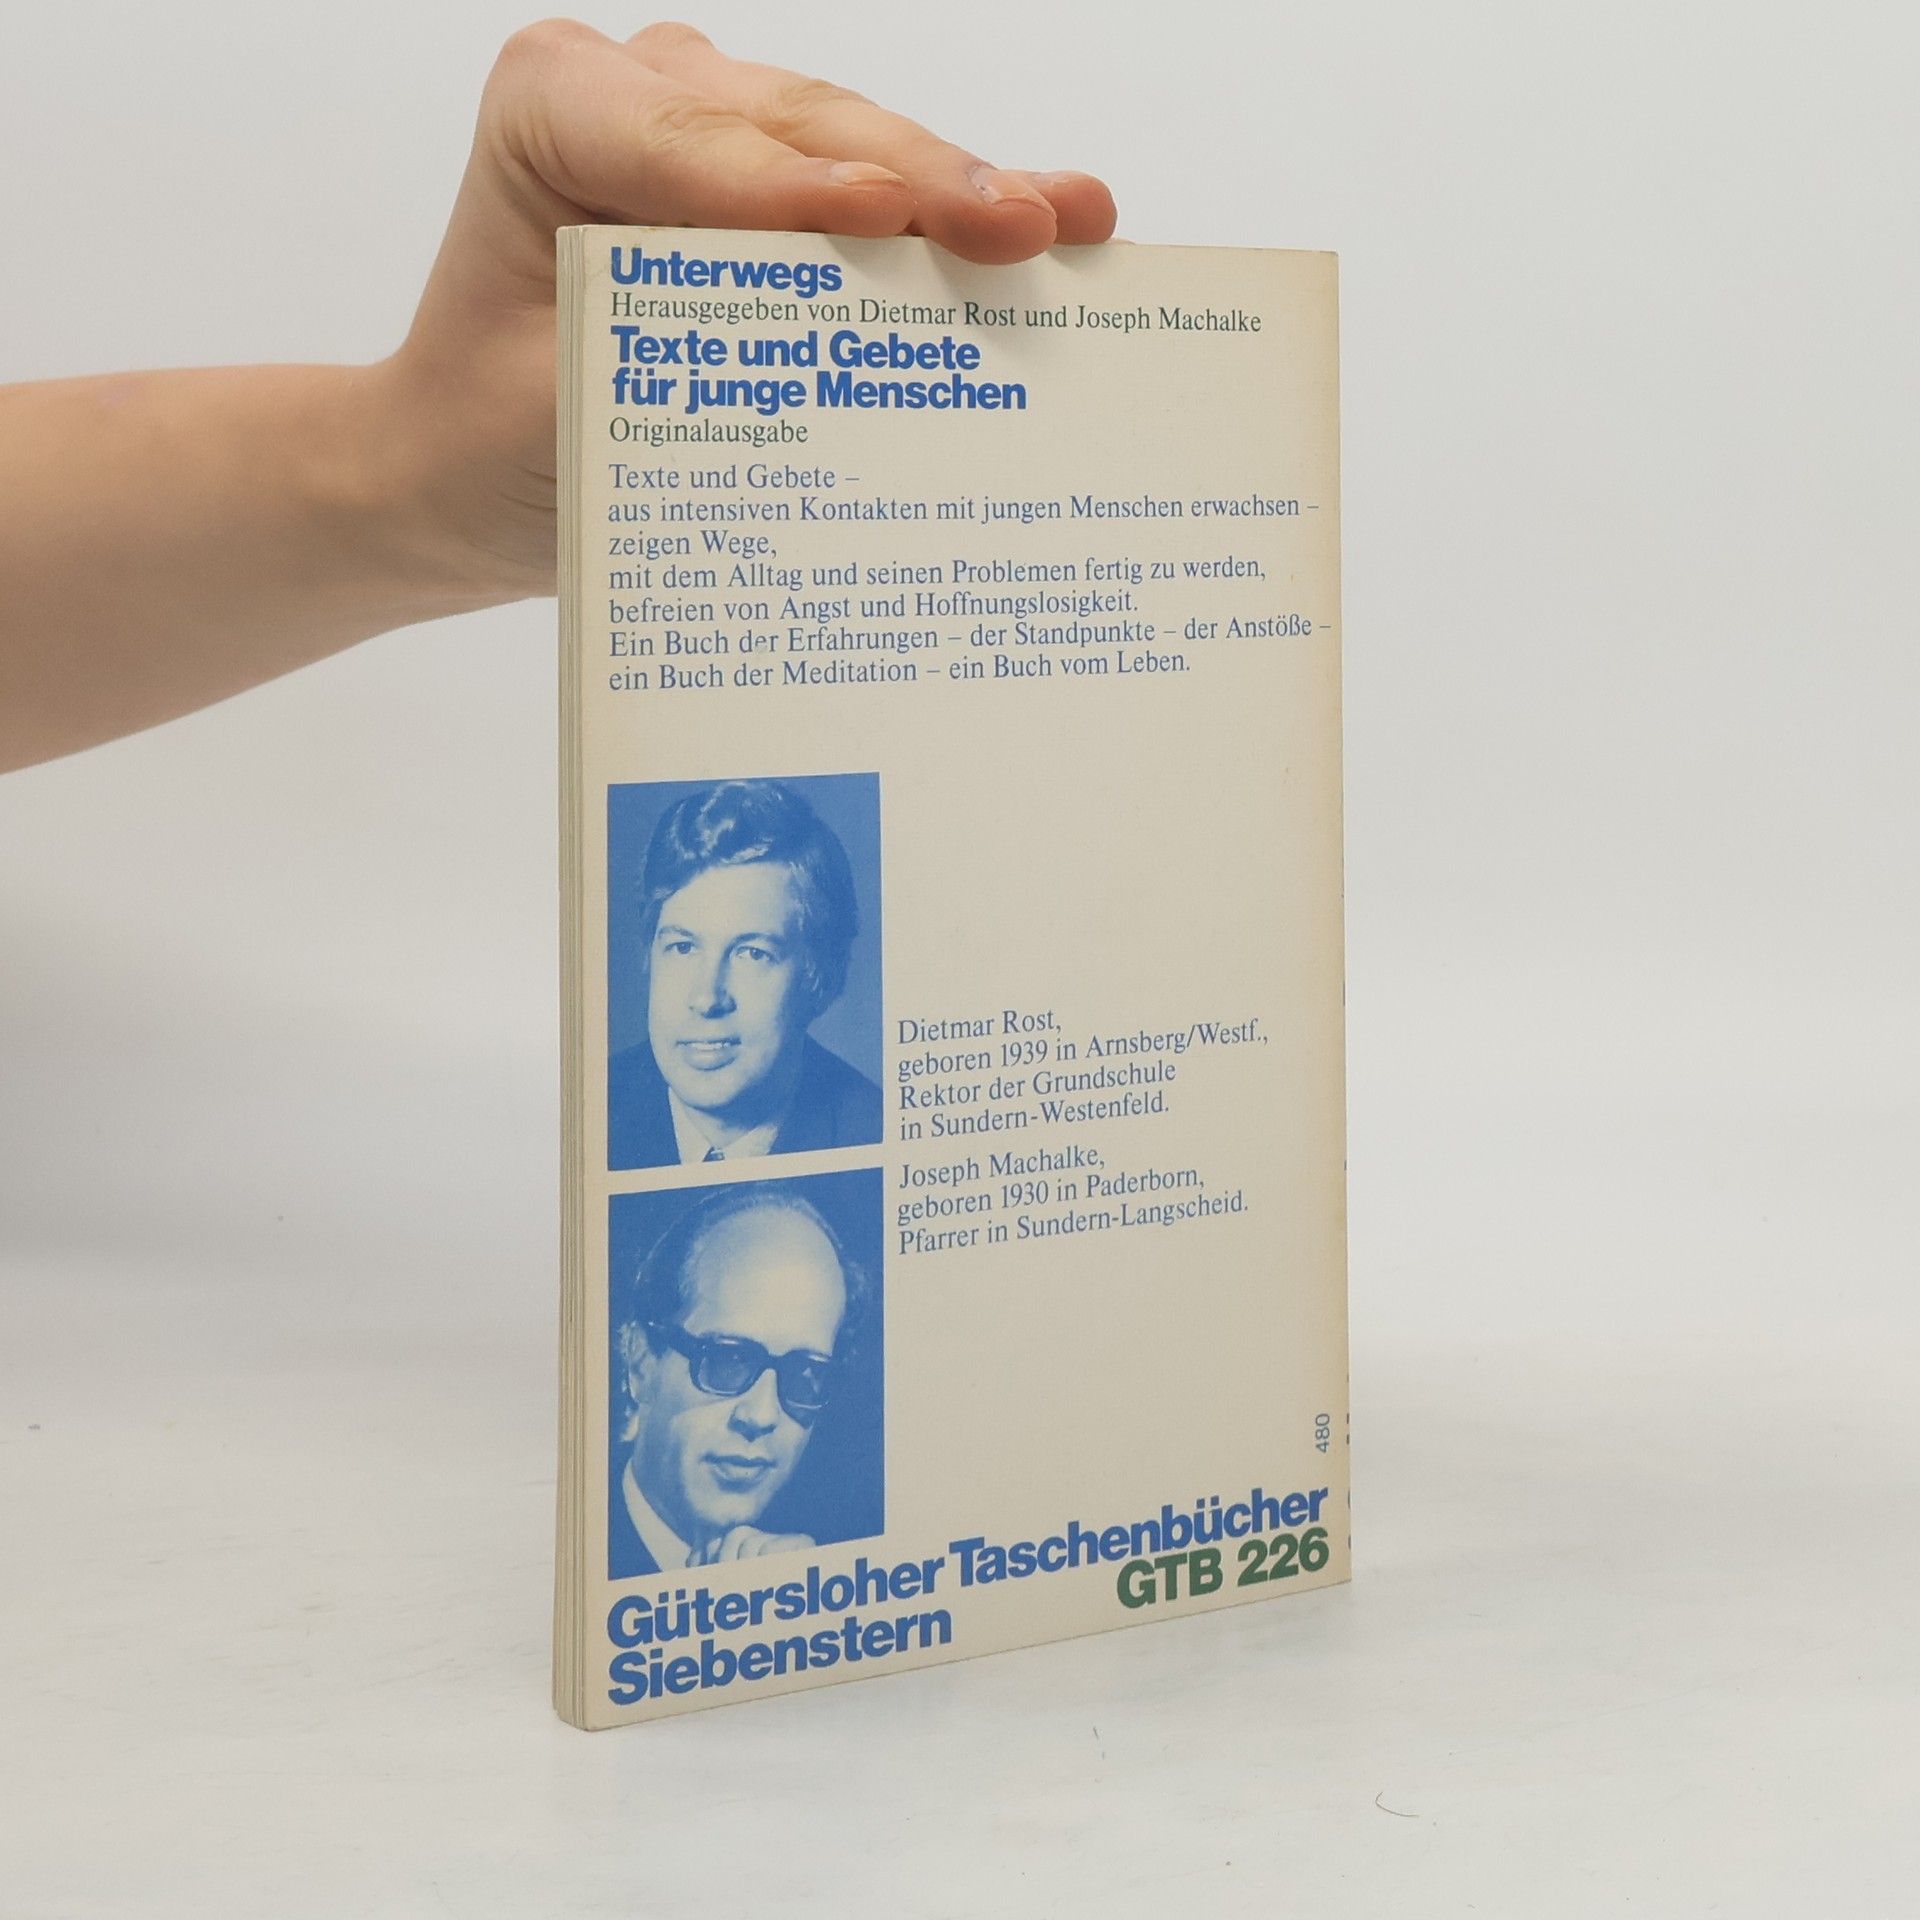 Unterwegs
Herausgegeben von Dietmar Rost und Joseph Machalke
Texte und Gebete
für junge Menschen
Originalausgabe
Texte und Gebete –
aus intensiven Kontakten mit jungen Menschen erwachsen –
zeigen Wege,
mit dem Alltag und seinen Problemen fertig zu werden,
befreien von Angst und Hoffnungslosigkeit.
Ein Buch der Erfahrungen – der Standpunkte – der Anstöße –
ein Buch der Meditation – ein Buch vom Leben.
Dietmar Rost,
geboren 1939 in Arnsberg/Westf.,
Rektor der Grundschule
in Sundern-Westenfeld.
Joseph Machalke,
geboren 1930 in Paderborn,
Pfarrer in Sundern-Langscheid.
480
Gütersloher Taschenbücher
Siebenstern
GTB 226